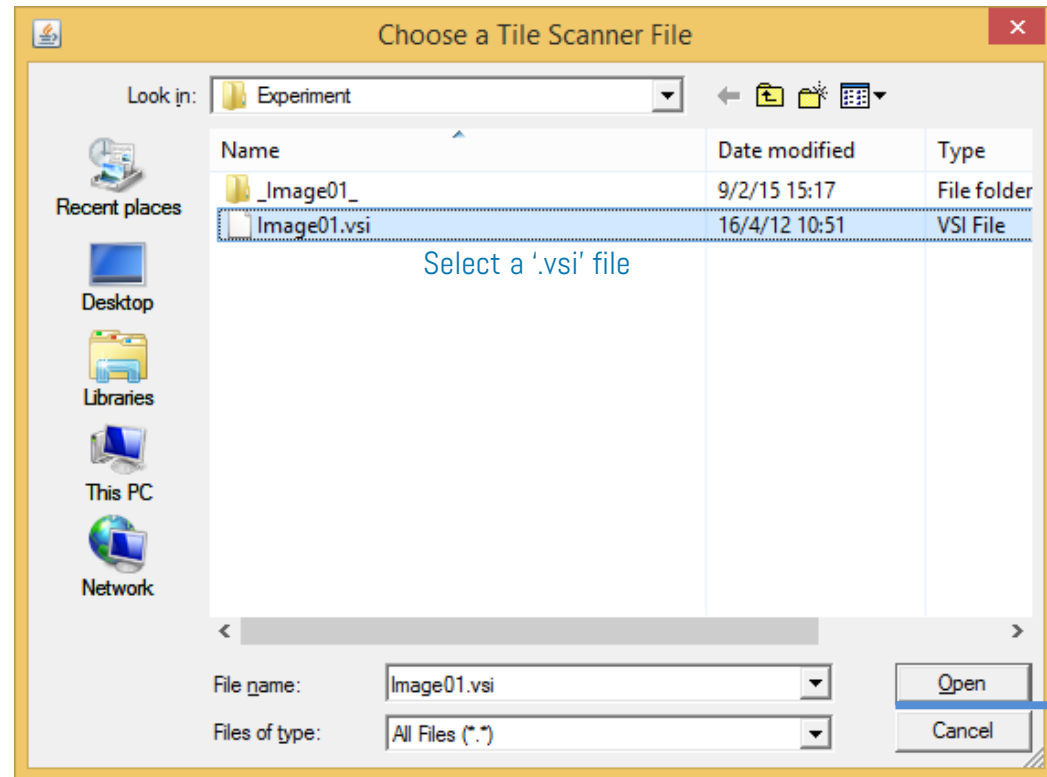 Choose a Tile Scanner File
Look in: Experiment
Name Date modified Type
_Image01_ 9/2/15 15:17 File folder
Image01.vsi 16/4/12 10:51 VSI File
Select a ‘.vsi’ file
Recent places
Desktop
Libraries
This PC
Network
File name: Image01.vsi Open
Files of type: All Files (*.*) Cancel